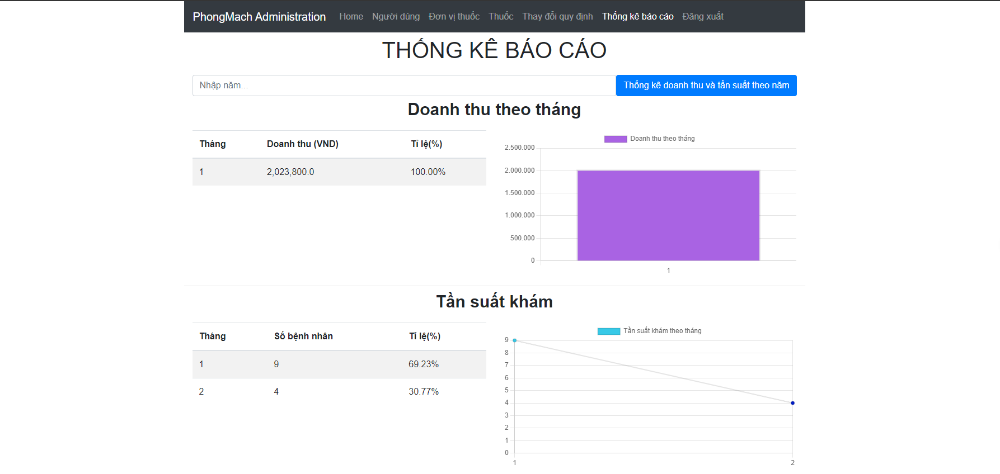 PhongMach Administration Home Người dùng Đơn vị thuốc Thuốc Thay đổi quy định Thống kê báo cáo Đăng xuất
THỐNG KÊ BÁO CÁO
Nhập năm... Thống kê doanh thu và tần suất theo năm
Doanh thu theo tháng
Tháng Doanh thu (VND) Tỉ lệ(%)
1 2,023,800.0 100.00%
Doanh thu theo tháng
2.500.000
2.000.000
1.500.000
1.000.000
500.000
0
1
Tần suất khám
Tháng Số bệnh nhân Tỉ lệ(%)
1 9 69.23%
2 4 30.77%
Tần suất khám theo tháng
9
8
7
6
5
4
3
2
1
0
1 2